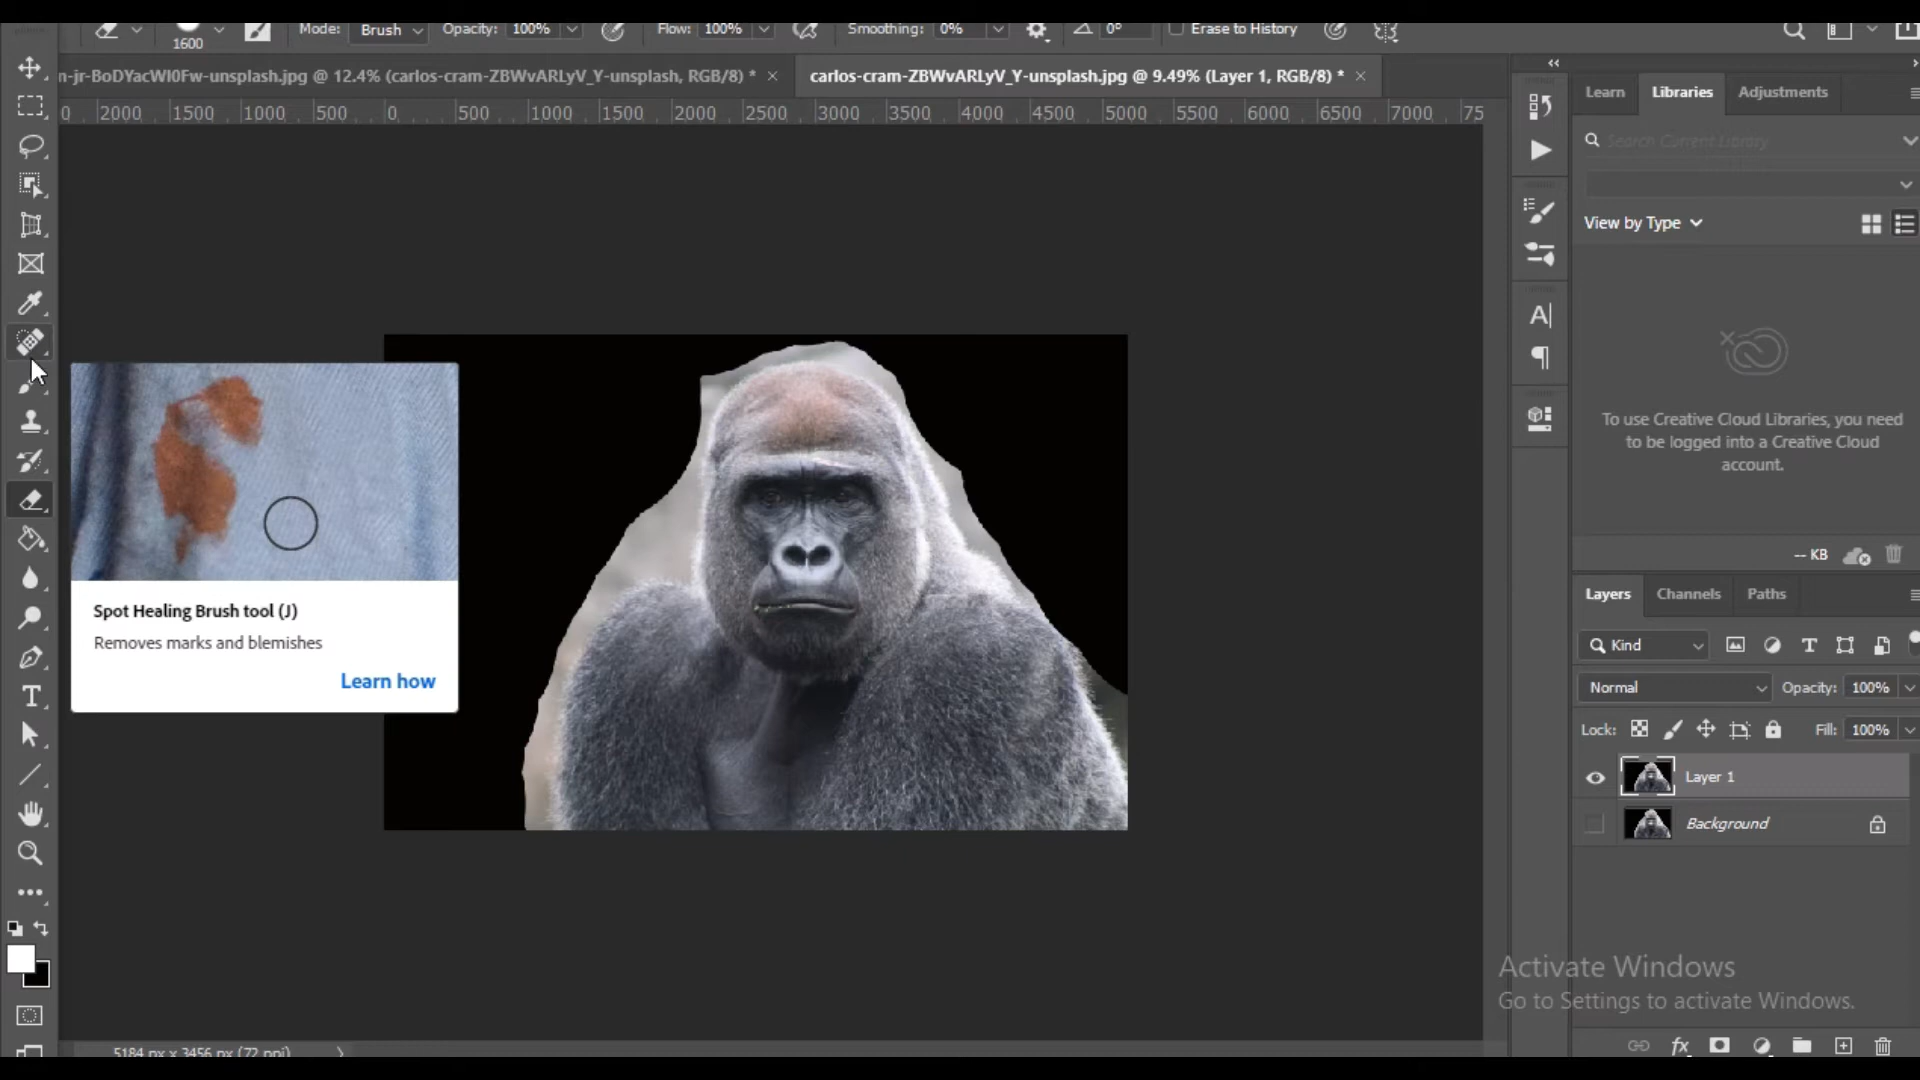 1600
Mode: Brush Opacity: 100% Flow: 100% Smoothing: 0% 0° Erase to History
n-jr-BoDYacWI0Fw-unsplash.jpg @ 12.4% (carlos-cram-ZBWvARLyV_Y-unsplash, RGB/8) *
carlos-cram-ZBWvARLyV_Y-unsplash.jpg @ 9.49% (Layer 1, RGB/8) *
0 2000 1500 1000 500 0 500 1000 1500 2000 2500 3000 3500 4000 4500 5000 5500 6000 6500 7000 75
Learn Libraries Adjustments
Search Current Library
View by Type
To use Creative Cloud Libraries, you need
to be logged into a Creative Cloud
account.
-- KB
Spot Healing Brush tool (J)
Removes marks and blemishes
Learn how
Layers Channels Paths
Kind
Normal Opacity: 100%
Lock: Fill: 100%
Layer 1
Background
Activate Windows
Go to Settings to activate Windows.
5184 px x 3456 px (72 ppi)